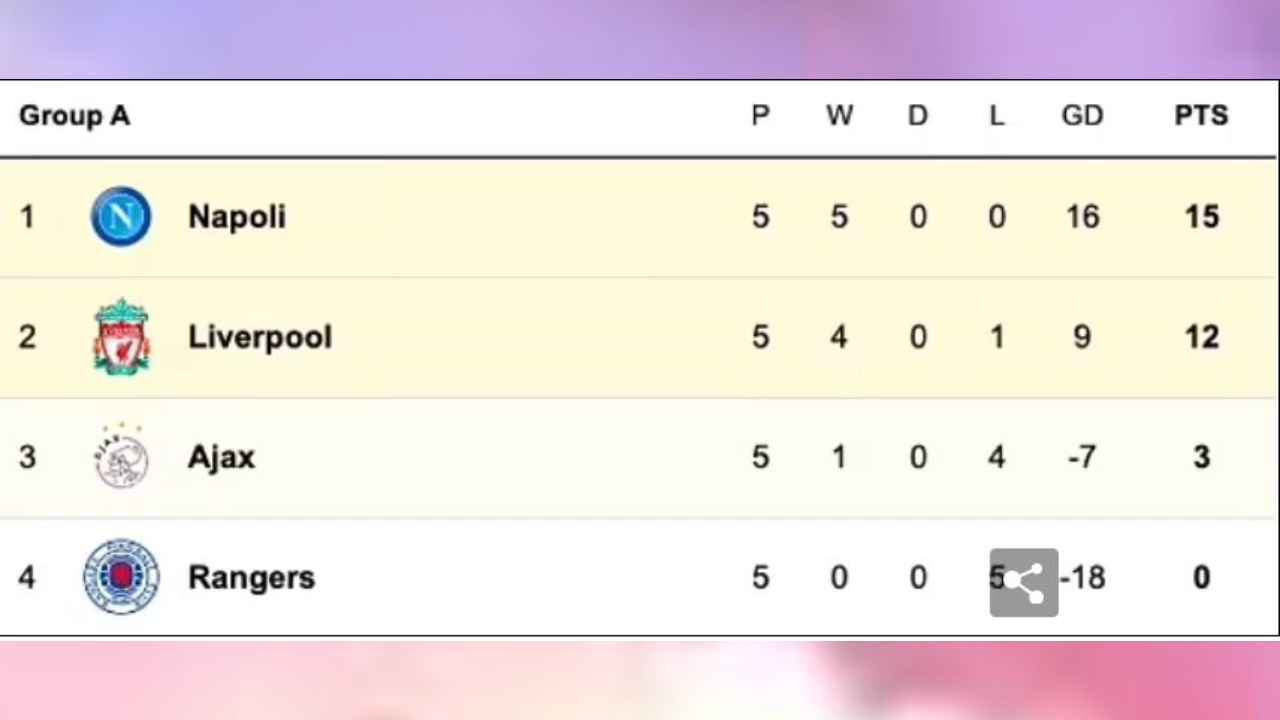 Group A P W D L GD PTS
1 Napoli 5 5 0 0 16 15
2 Liverpool 5 4 0 1 9 12
3 Ajax 5 1 0 4 -7 3
4 Rangers 5 0 0 5 -18 0